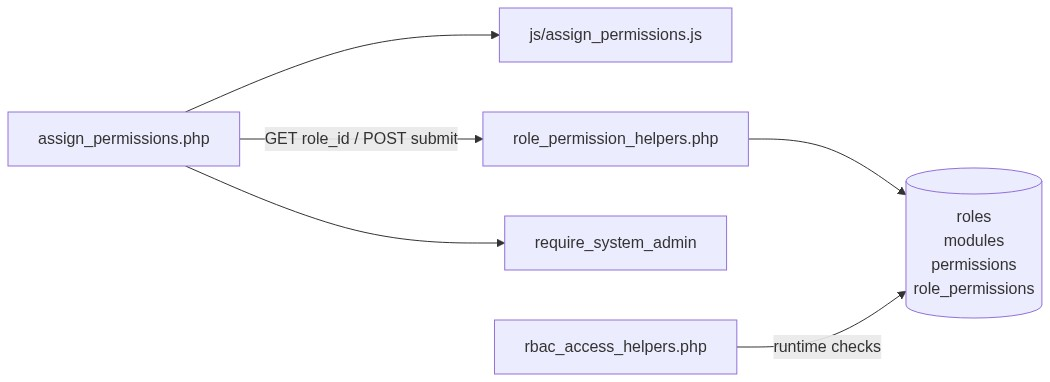 js/assign_permissions.js
assign_permissions.php
GET role_id / POST submit
role_permission_helpers.php
require_system_admin
roles
modules
permissions
role_permissions
rbac_access_helpers.php
runtime checks